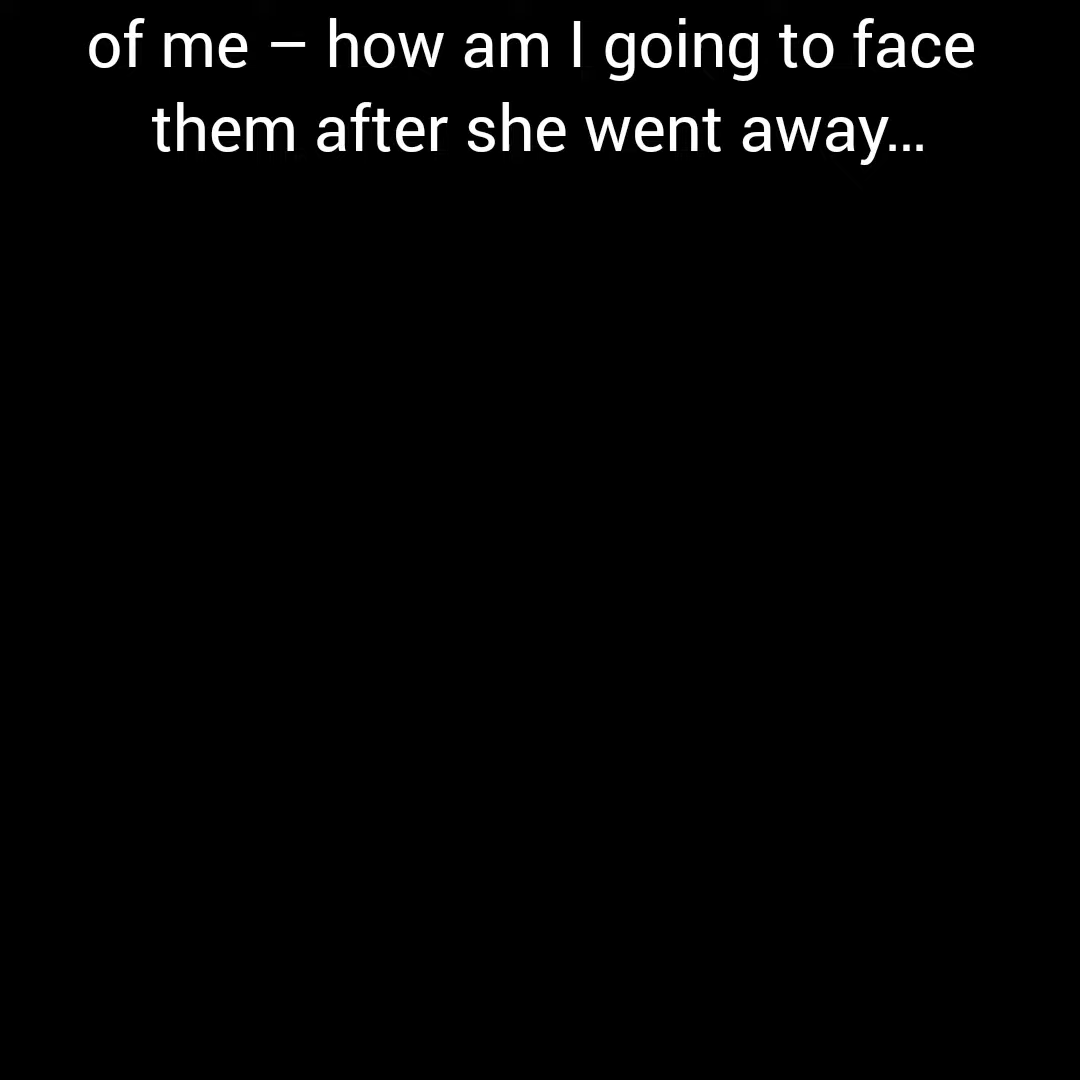 of me – how am I going to face
them after she went away...